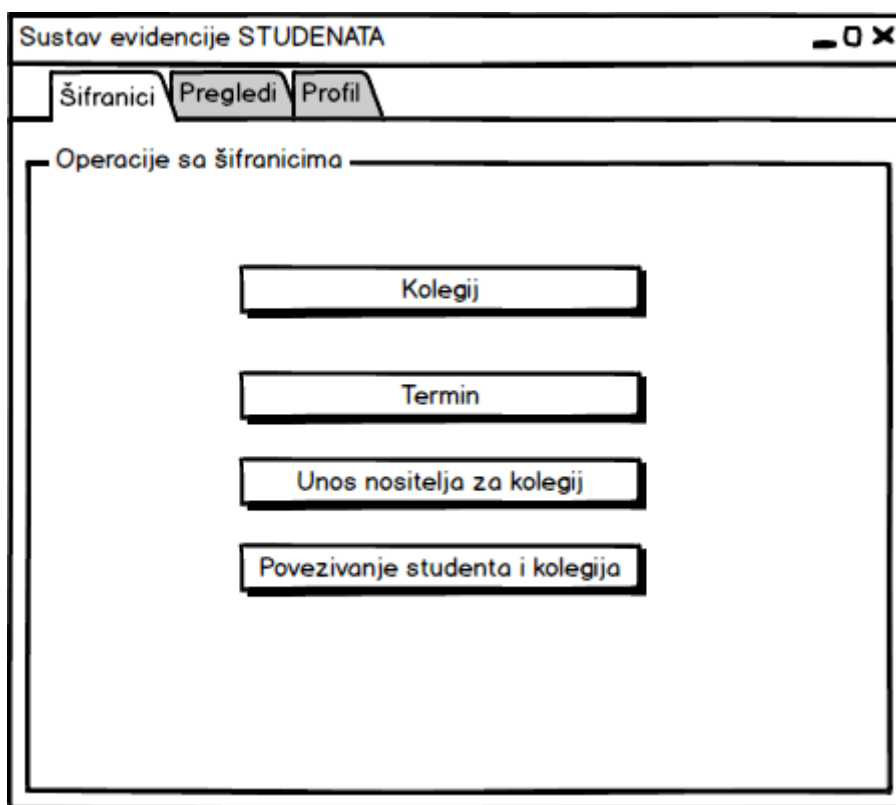 Sustav evidencije STUDENATA
Šifranici Pregledi Profil
Operacije sa šifranicima
Kolegij
Termin
Unos nositelja za kolegij
Povezivanje studenta i kolegija